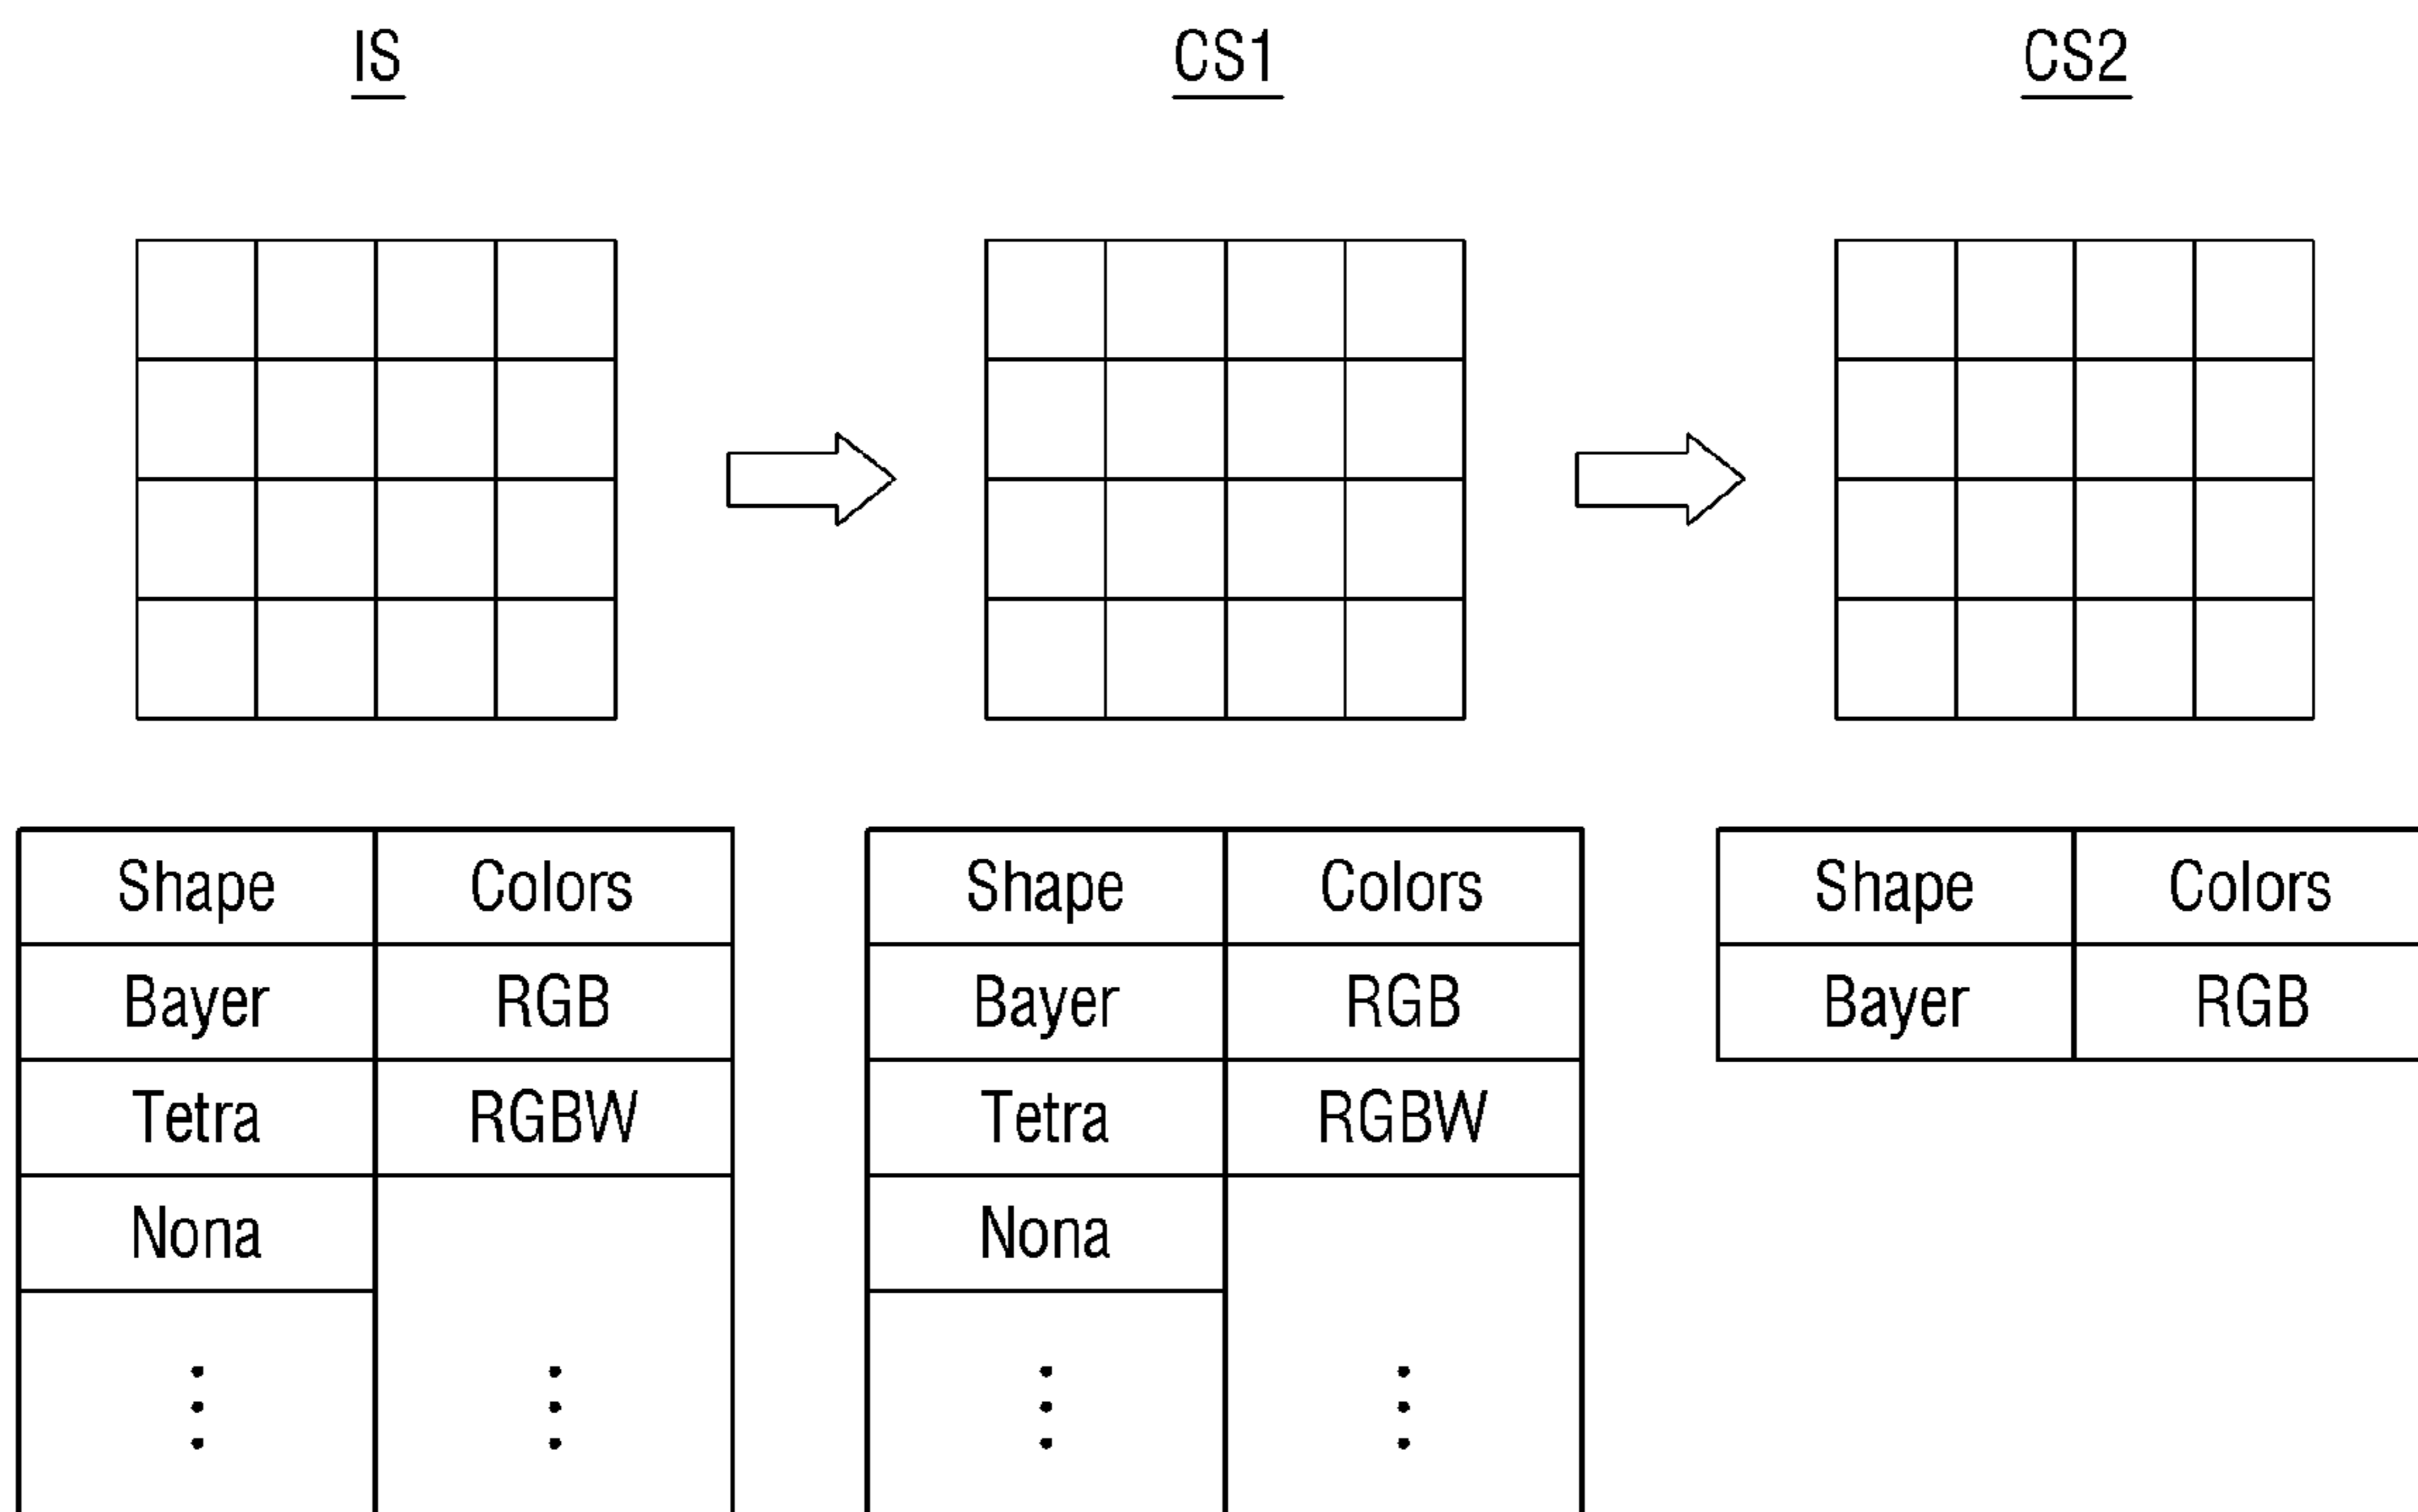 IS
CS1
CS2
Shape Colors
Bayer RGB
Tetra RGBW
Nona
⋮ ⋮
Shape Colors
Bayer RGB
Tetra RGBW
Nona
⋮ ⋮
Shape Colors
Bayer RGB